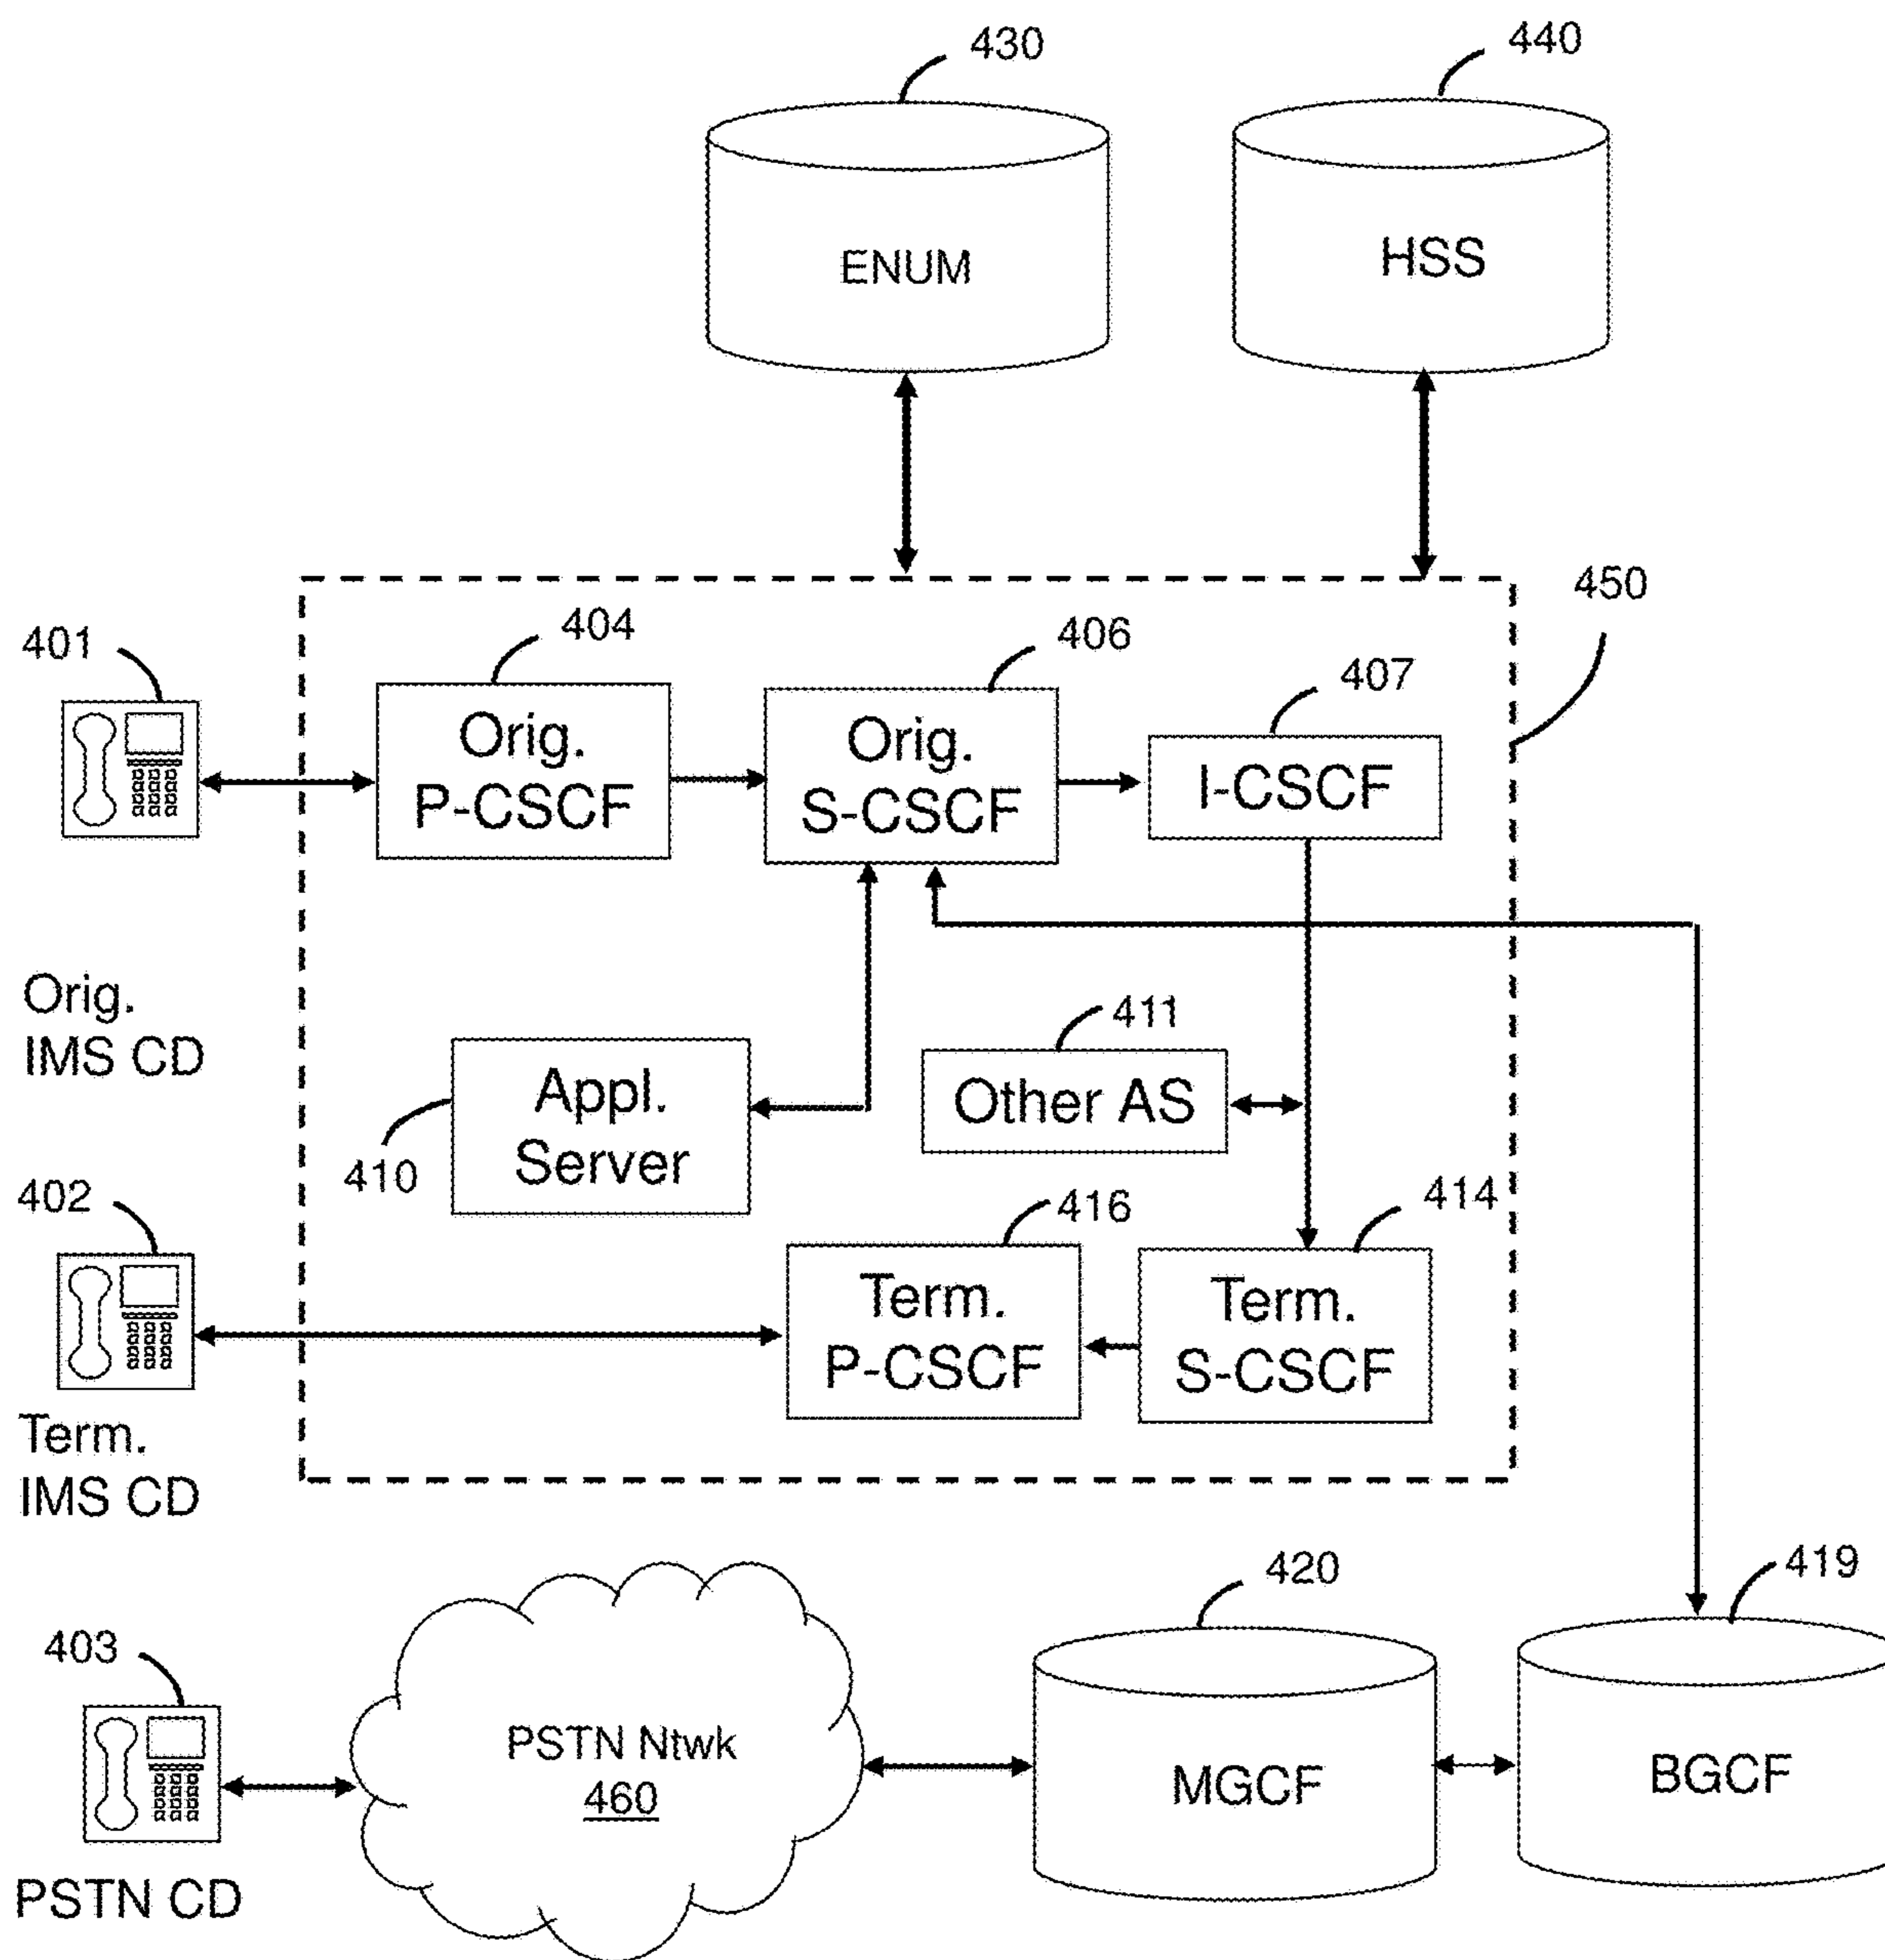 430
440
ENUM
HSS
450
401
404
406
407
Orig.
P-CSCF
Orig.
S-CSCF
I-CSCF
Orig.
IMS CD
411
Appl.
Server
Other AS
410
402
416
414
Term.
P-CSCF
Term.
S-CSCF
Term.
IMS CD
420
419
403
PSTN Ntwk
460
MGCF
BGCF
PSTN CD